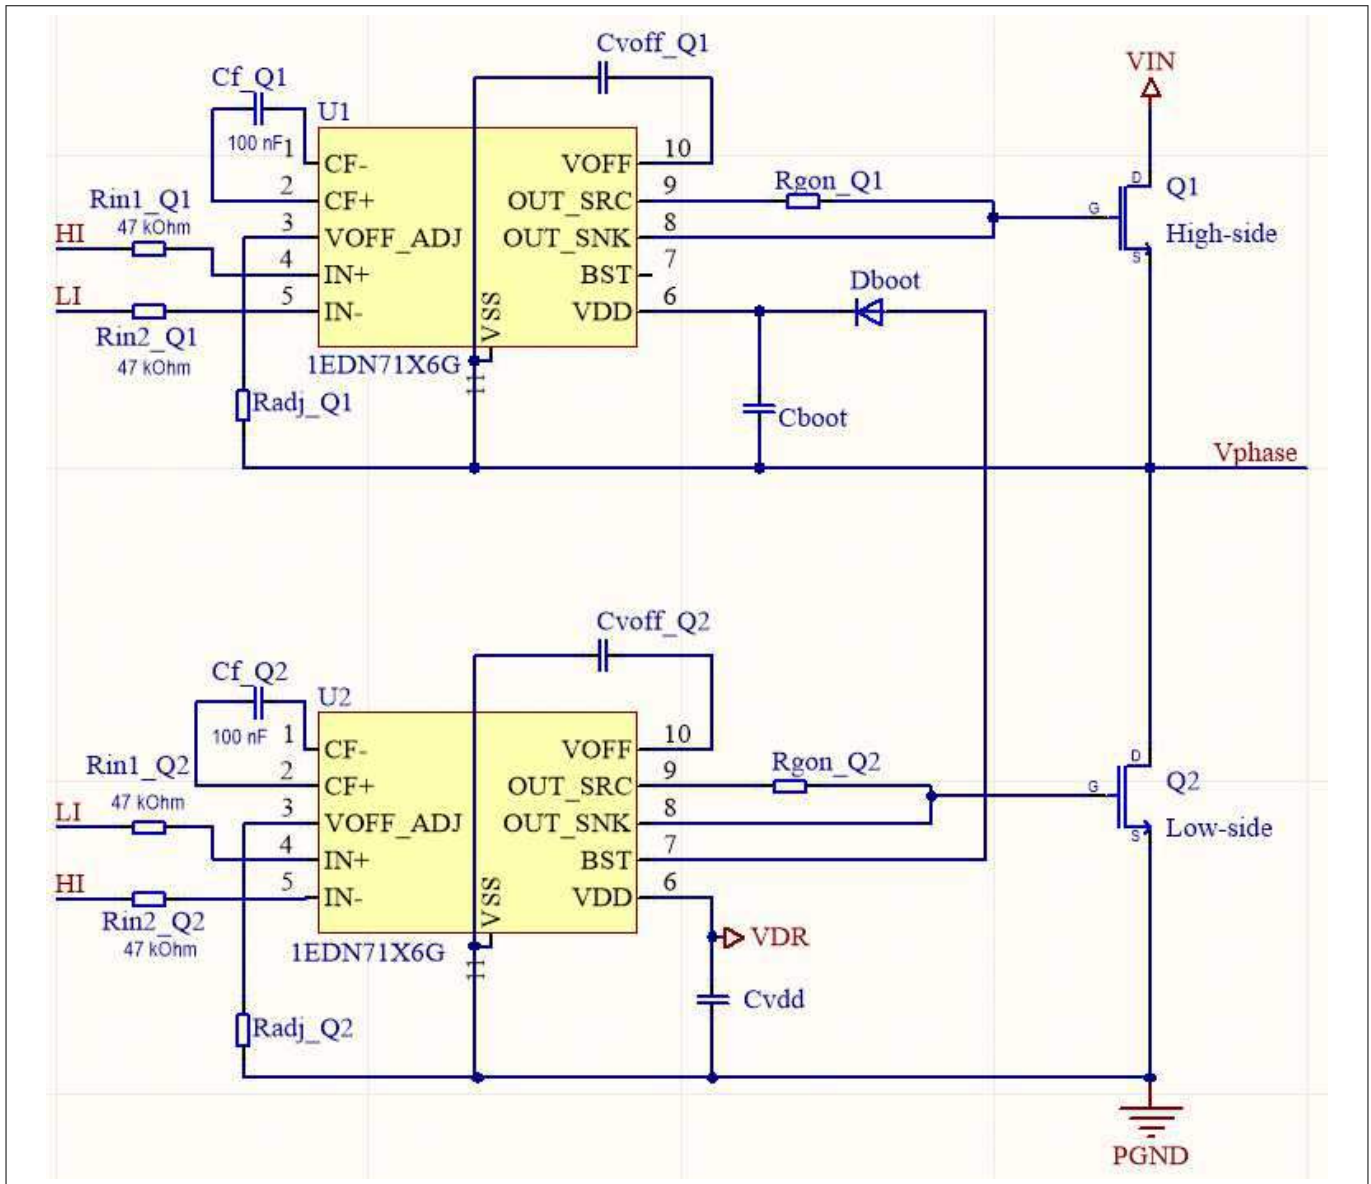 Cvoff_Q1
VIN
Cf_Q1
U1
100 nF
1
CF-
VOFF
10
D
Q1
Rin1_Q1
2
CF+
OUT_SRC
9
Rgon_Q1
G
47 kOhm
HI
3
VOFF_ADJ
OUT_SNK
8
High-side
S
4
IN+
BST
7
LI
5
IN-
VDD
6
Dboot
VSS
Rin2_Q1
47 kOhm
1EDN71X6G
11
Radj_Q1
Cboot
Vphase
Cvoff_Q2
Cf_Q2
U2
100 nF
1
CF-
VOFF
10
D
Rin1_Q2
2
CF+
OUT_SRC
9
Rgon_Q2
G
Q2
47 kOhm
LI
3
VOFF_ADJ
OUT_SNK
8
Low-side
S
4
IN+
BST
7
HI
5
IN-
VDD
6
VSS
Rin2_Q2
47 kOhm
1EDN71X6G
11
VDR
Cvdd
Radj_Q2
PGND